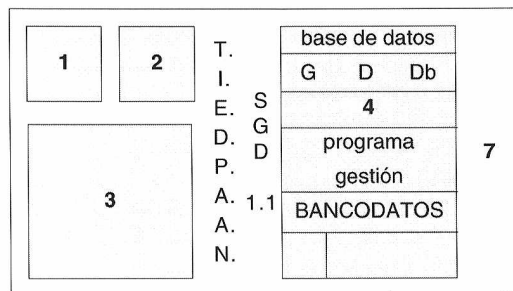 1 2
3
T.
I.
E.
D.
P.
A.
A.
N.
S
G
D
1.1
base de datos
G D Db
4
programa
gestión
BANCODATOS
7